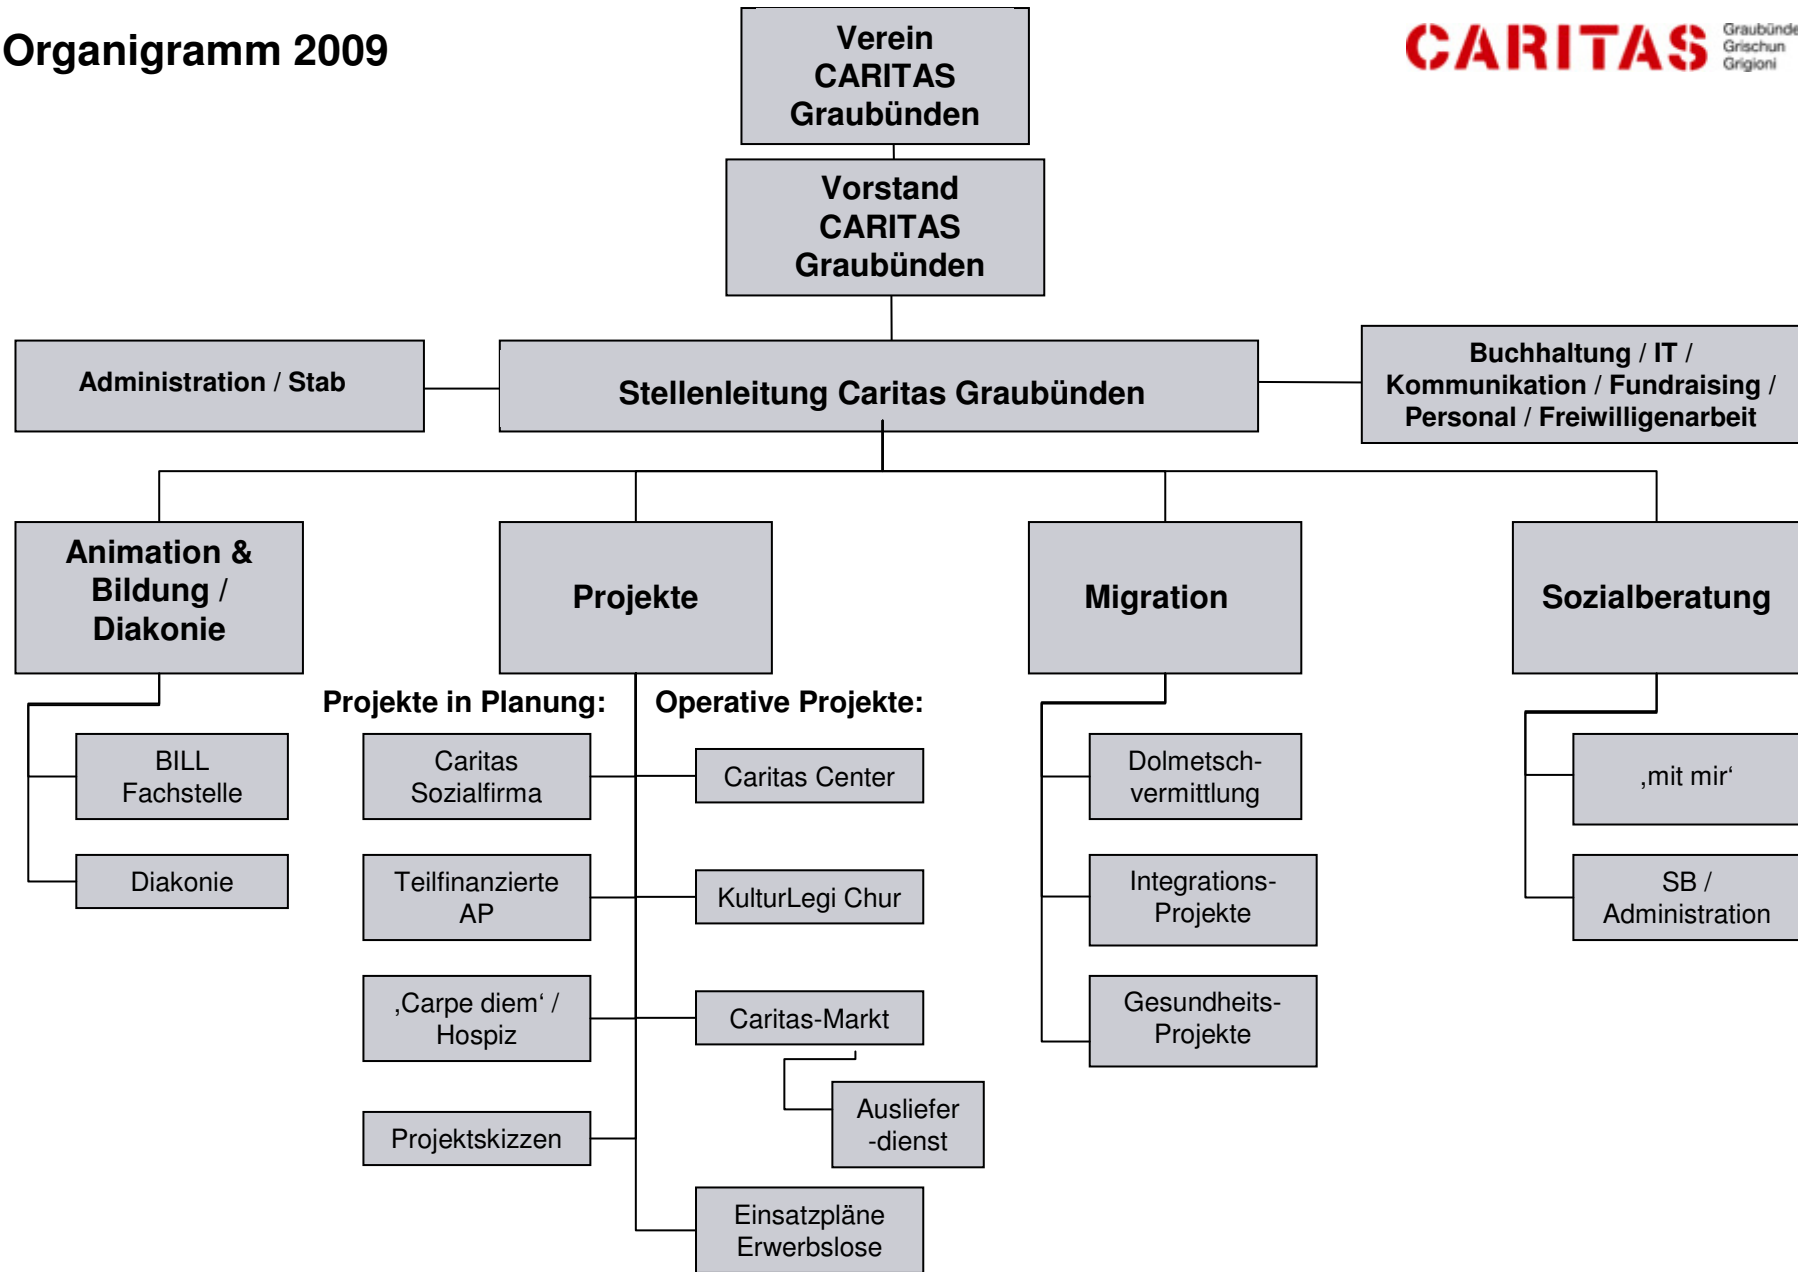 Organigramm 2009
Verein
CARITAS
Graubünden
CARITAS
Graubünde
Grischun
Grigioni
Vorstand
CARITAS
Graubünden
Administration / Stab
Stellenleitung Caritas Graubünden
Buchhaltung / IT /
Kommunikation / Fundraising /
Personal / Freiwilligenarbeit
Animation &
Bildung /
Diakonie
Projekte
Migration
Sozialberatung
Projekte in Planung:
Operative Projekte:
BILL
Fachstelle
Diakonie
Caritas
Sozialfirma
Teilfinanzierte
AP
‚Carpe diem‘ /
Hospiz
Projektskizzen
Caritas Center
KulturLegi Chur
Caritas-Markt
Ausliefer
-dienst
Einsatzpläne
Erwerbslose
Dolmetsch-
vermittlung
Integrations-
Projekte
Gesundheits-
Projekte
‚mit mir‘
SB /
Administration